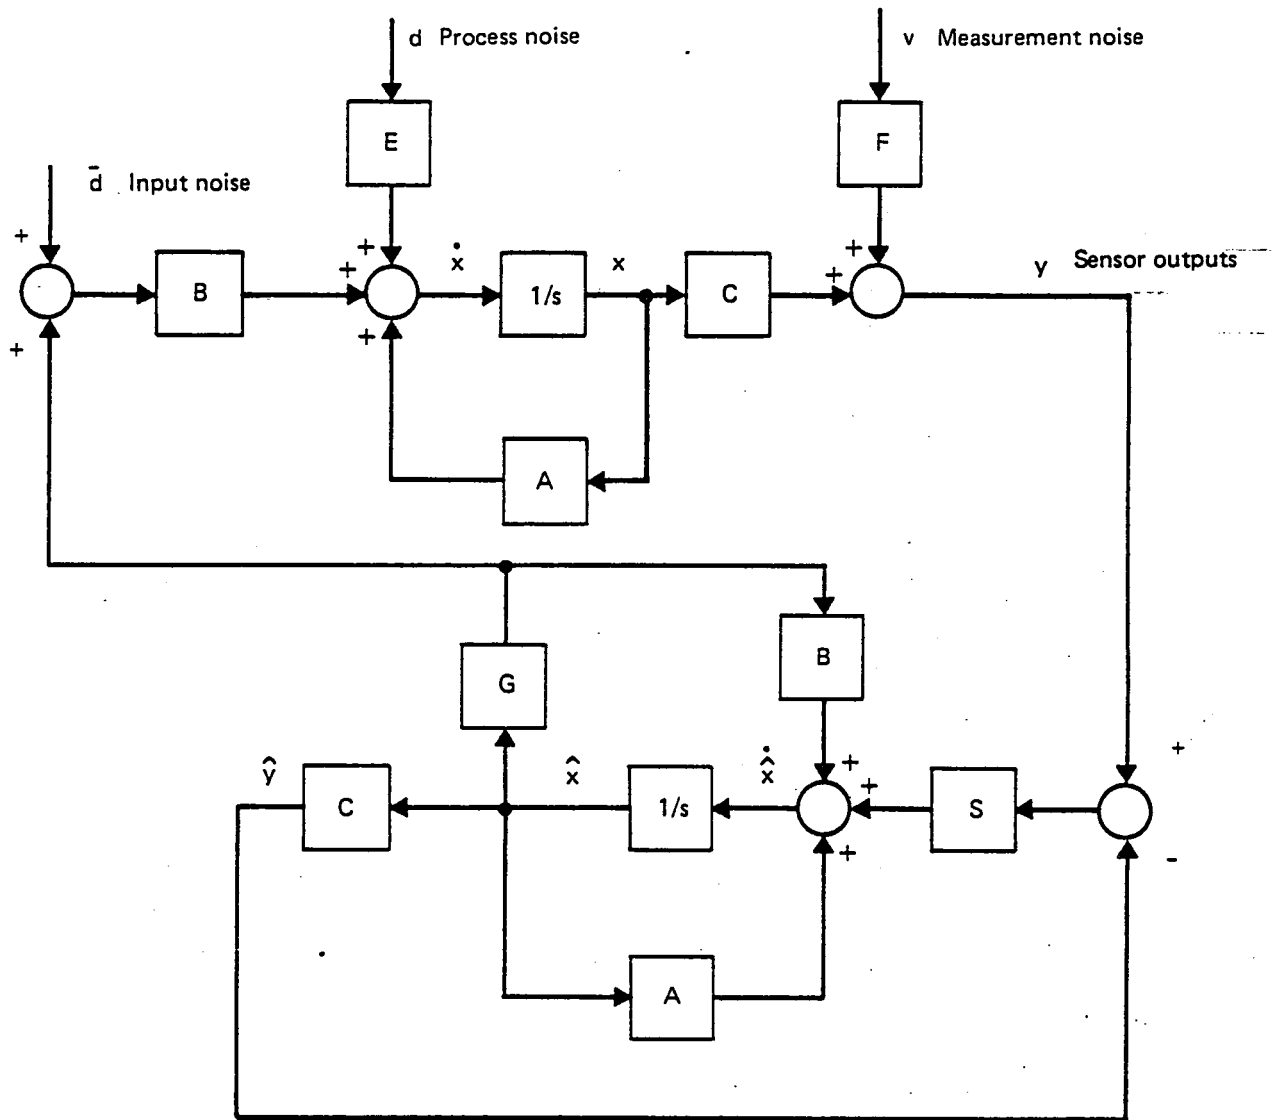 d Process noise
v Measurement noise
E
F
d̄ Input noise
+
+
+
+
ẋ
x
+
y Sensor outputs
B
1/s
C
+
+
+
A
B
G
ŷ
x̂
x̂̇
+
+
+
C
1/s
S
+
-
A